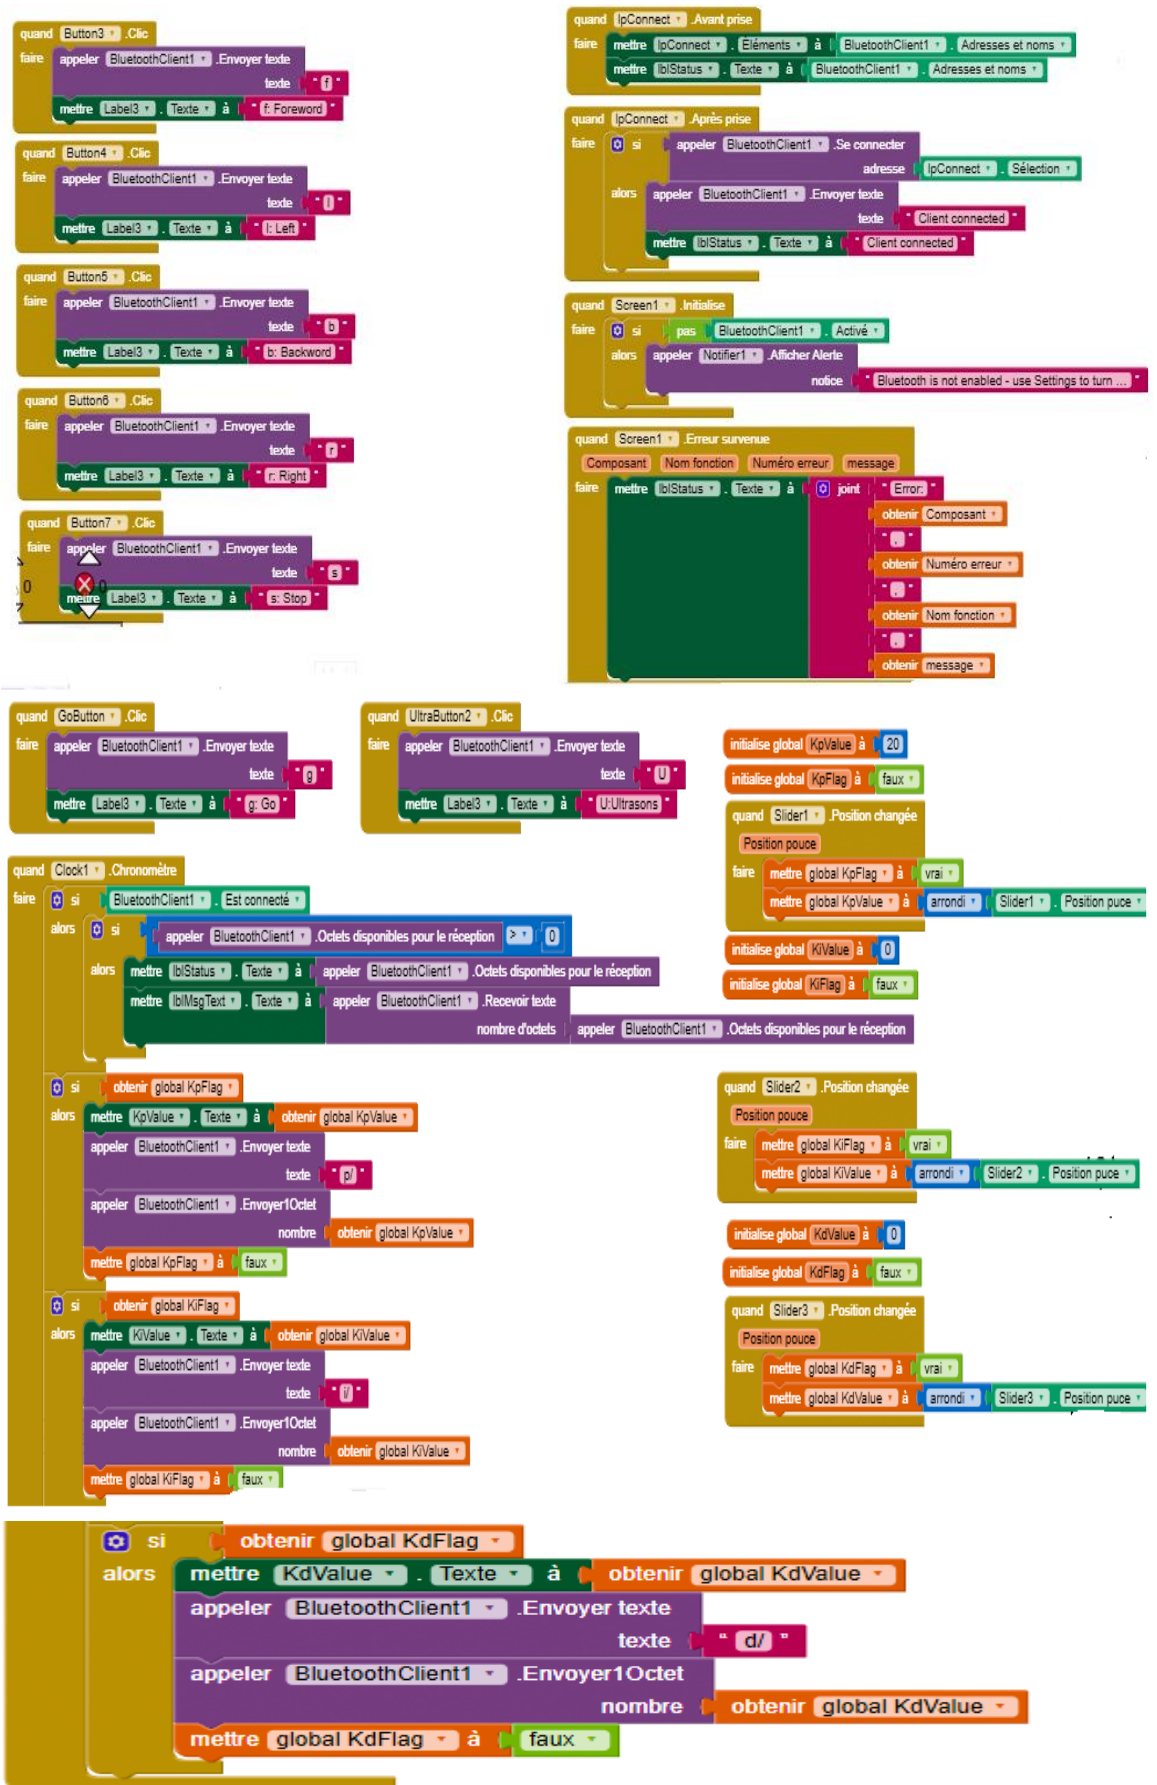 quand Button3 .Clic
faire appeler BluetoothClient1 .Envoyer texte
texte " f "
mettre Label3 . Texte à " f: Foreword "
quand Button4 .Clic
faire appeler BluetoothClient1 .Envoyer texte
texte " l "
mettre Label3 . Texte à " l: Left "
quand Button5 .Clic
faire appeler BluetoothClient1 .Envoyer texte
texte " b "
mettre Label3 . Texte à " b: Backword "
quand Button6 .Clic
faire appeler BluetoothClient1 .Envoyer texte
texte " r "
mettre Label3 . Texte à " r: Right "
quand Button7 .Clic
faire appeler BluetoothClient1 .Envoyer texte
texte " s "
0 0
mettre Label3 . Texte à " s: Stop "
quand lpConnect .Avant prise
faire mettre lpConnect . Éléments à BluetoothClient1 . Adresses et noms
mettre lblStatus . Texte à BluetoothClient1 . Adresses et noms
quand lpConnect .Après prise
faire si appeler BluetoothClient1 .Se connecter
adresse lpConnect . Sélection
alors appeler BluetoothClient1 .Envoyer texte
texte " Client connected "
mettre lblStatus . Texte à " Client connected "
quand Screen1 .Initialise
faire si pas BluetoothClient1 . Activé
alors appeler Notifier1 .Afficher Alerte
notice " Bluetooth is not enabled - use Settings to turn ... "
quand Screen1 .Erreur survenue
Composant Nom fonction Numéro erreur message
faire mettre lblStatus . Texte à joint " Error: "
obtenir Composant
" , "
obtenir Numéro erreur
" , "
obtenir Nom fonction
" , "
obtenir message
quand GoButton .Clic
faire appeler BluetoothClient1 .Envoyer texte
texte " g "
mettre Label3 . Texte à " g: Go "
quand UltraButton2 .Clic
faire appeler BluetoothClient1 .Envoyer texte
texte " U "
mettre Label3 . Texte à " U:Ultrasons "
quand Clock1 .Chronomètre
faire si BluetoothClient1 . Est connecté
alors si appeler BluetoothClient1 .Octets disponibles pour le réception > 0
alors mettre lblStatus . Texte à appeler BluetoothClient1 .Octets disponibles pour le réception
mettre lblMsgText . Texte à appeler BluetoothClient1 .Recevoir texte
nombre d'octets appeler BluetoothClient1 .Octets disponibles pour le réception
si obtenir global KpFlag
alors mettre KpValue . Texte à obtenir global KpValue
appeler BluetoothClient1 .Envoyer texte
texte " p/ "
appeler BluetoothClient1 .Envoyer1Octet
nombre obtenir global KpValue
mettre global KpFlag à faux
si obtenir global KiFlag
alors mettre KiValue . Texte à obtenir global KiValue
appeler BluetoothClient1 .Envoyer texte
texte " i/ "
appeler BluetoothClient1 .Envoyer1Octet
nombre obtenir global KiValue
mettre global KiFlag à faux
initialise global KpValue à 20
initialise global KpFlag à faux
quand Slider1 .Position changée
Position pouce
faire mettre global KpFlag à vrai
mettre global KpValue à arrondi Slider1 . Position puce
initialise global KiValue à 0
initialise global KiFlag à faux
quand Slider2 .Position changée
Position pouce
faire mettre global KiFlag à vrai
mettre global KiValue à arrondi Slider2 . Position puce
initialise global KdValue à 0
initialise global KdFlag à faux
quand Slider3 .Position changée
Position pouce
faire mettre global KdFlag à vrai
mettre global KdValue à arrondi Slider3 . Position puce
si obtenir global KdFlag
alors mettre KdValue . Texte à obtenir global KdValue
appeler BluetoothClient1 .Envoyer texte
texte " d/ "
appeler BluetoothClient1 .Envoyer1Octet
nombre obtenir global KdValue
mettre global KdFlag à faux